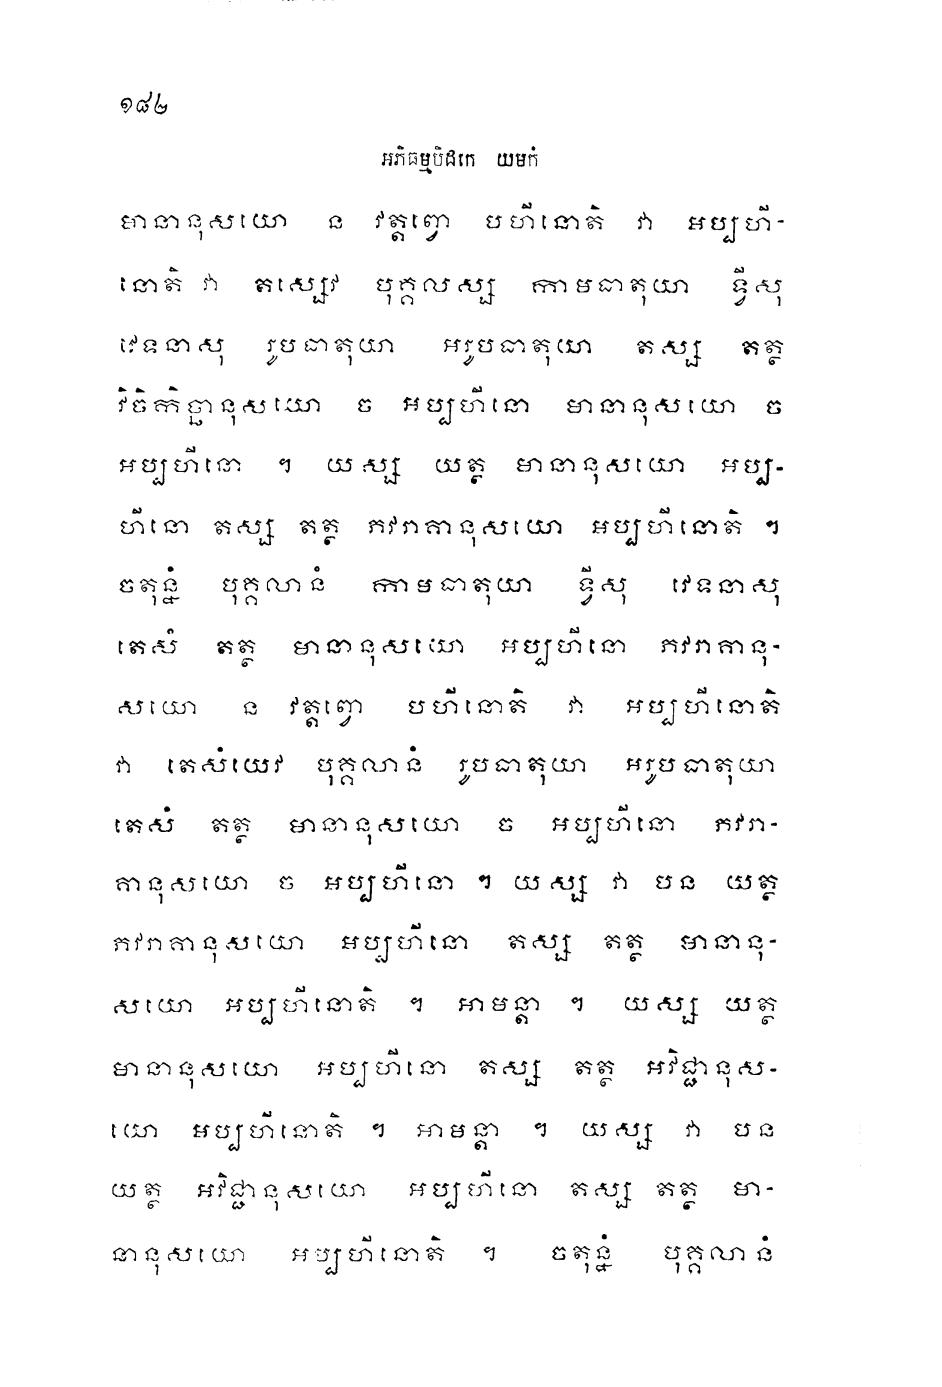 ១៨២
អភិធម្មបិដកេ យមកំ
មានានុសយោ ន វត្តព្វោ បហីនោតិ វា អប្បហី-
នោតិ វា តស្សេវ បុគ្គលស្ស កាមធាតុយា ទ្វីសុ
វេទនាសុ រូបធាតុយា អរូបធាតុយា តស្ស តត្ថ
វិចិកិច្ឆានុសយោ ច អប្បហីនោ មានានុសយោ ច
អប្បហីនោ ។ យស្ស យត្ថ មានានុសយោ អប្ប-
ហីនោ តស្ស តត្ថ ភវរាគានុសយោ អប្បហីនោតិ ។
ចតុន្នំ បុគ្គលានំ កាមធាតុយា ទ្វីសុ វេទនាសុ
តេសំ តត្ថ មានានុសយោ អប្បហីនោ ភវរាគានុ-
សយោ ន វត្តព្វោ បហីនោតិ វា អប្បហីនោតិ
វា តេសំយេវ បុគ្គលានំ រូបធាតុយា អរូបធាតុយា
តេសំ តត្ថ មានានុសយោ ច អប្បហីនោ ភវរា-
គានុសយោ ច អប្បហីនោ ។ យស្ស វា បន យត្ថ
ភវរាគានុសយោ អប្បហីនោ តស្ស តត្ថ មានានុ-
សយោ អប្បហីនោតិ ។ អាមន្តា ។ យស្ស យត្ថ
មានានុសយោ អប្បហីនោ តស្ស តត្ថ អវិជ្ជានុស-
យោ អប្បហីនោតិ ។ អាមន្តា ។ យស្ស វា បន
យត្ថ អវិជ្ជានុសយោ អប្បហីនោ តស្ស តត្ថ មា-
នានុសយោ អប្បហីនោតិ ។ ចតុន្នំ បុគ្គលានំ